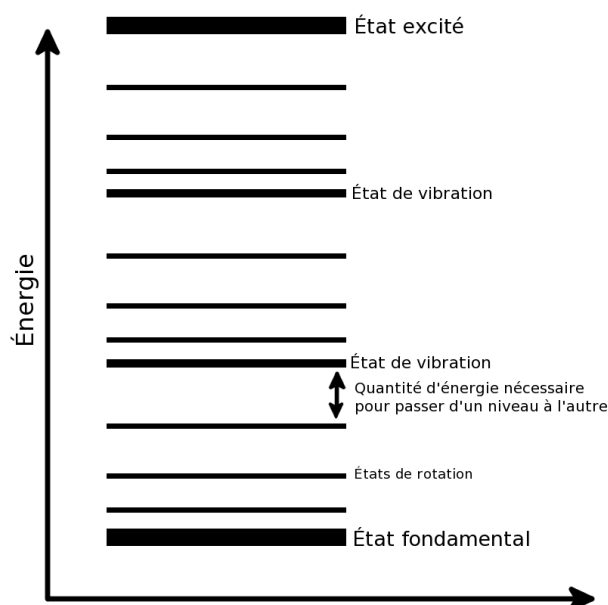 État excité
État de vibration
Énergie
État de vibration
Quantité d'énergie nécessaire
pour passer d'un niveau à l'autre
États de rotation
État fondamental